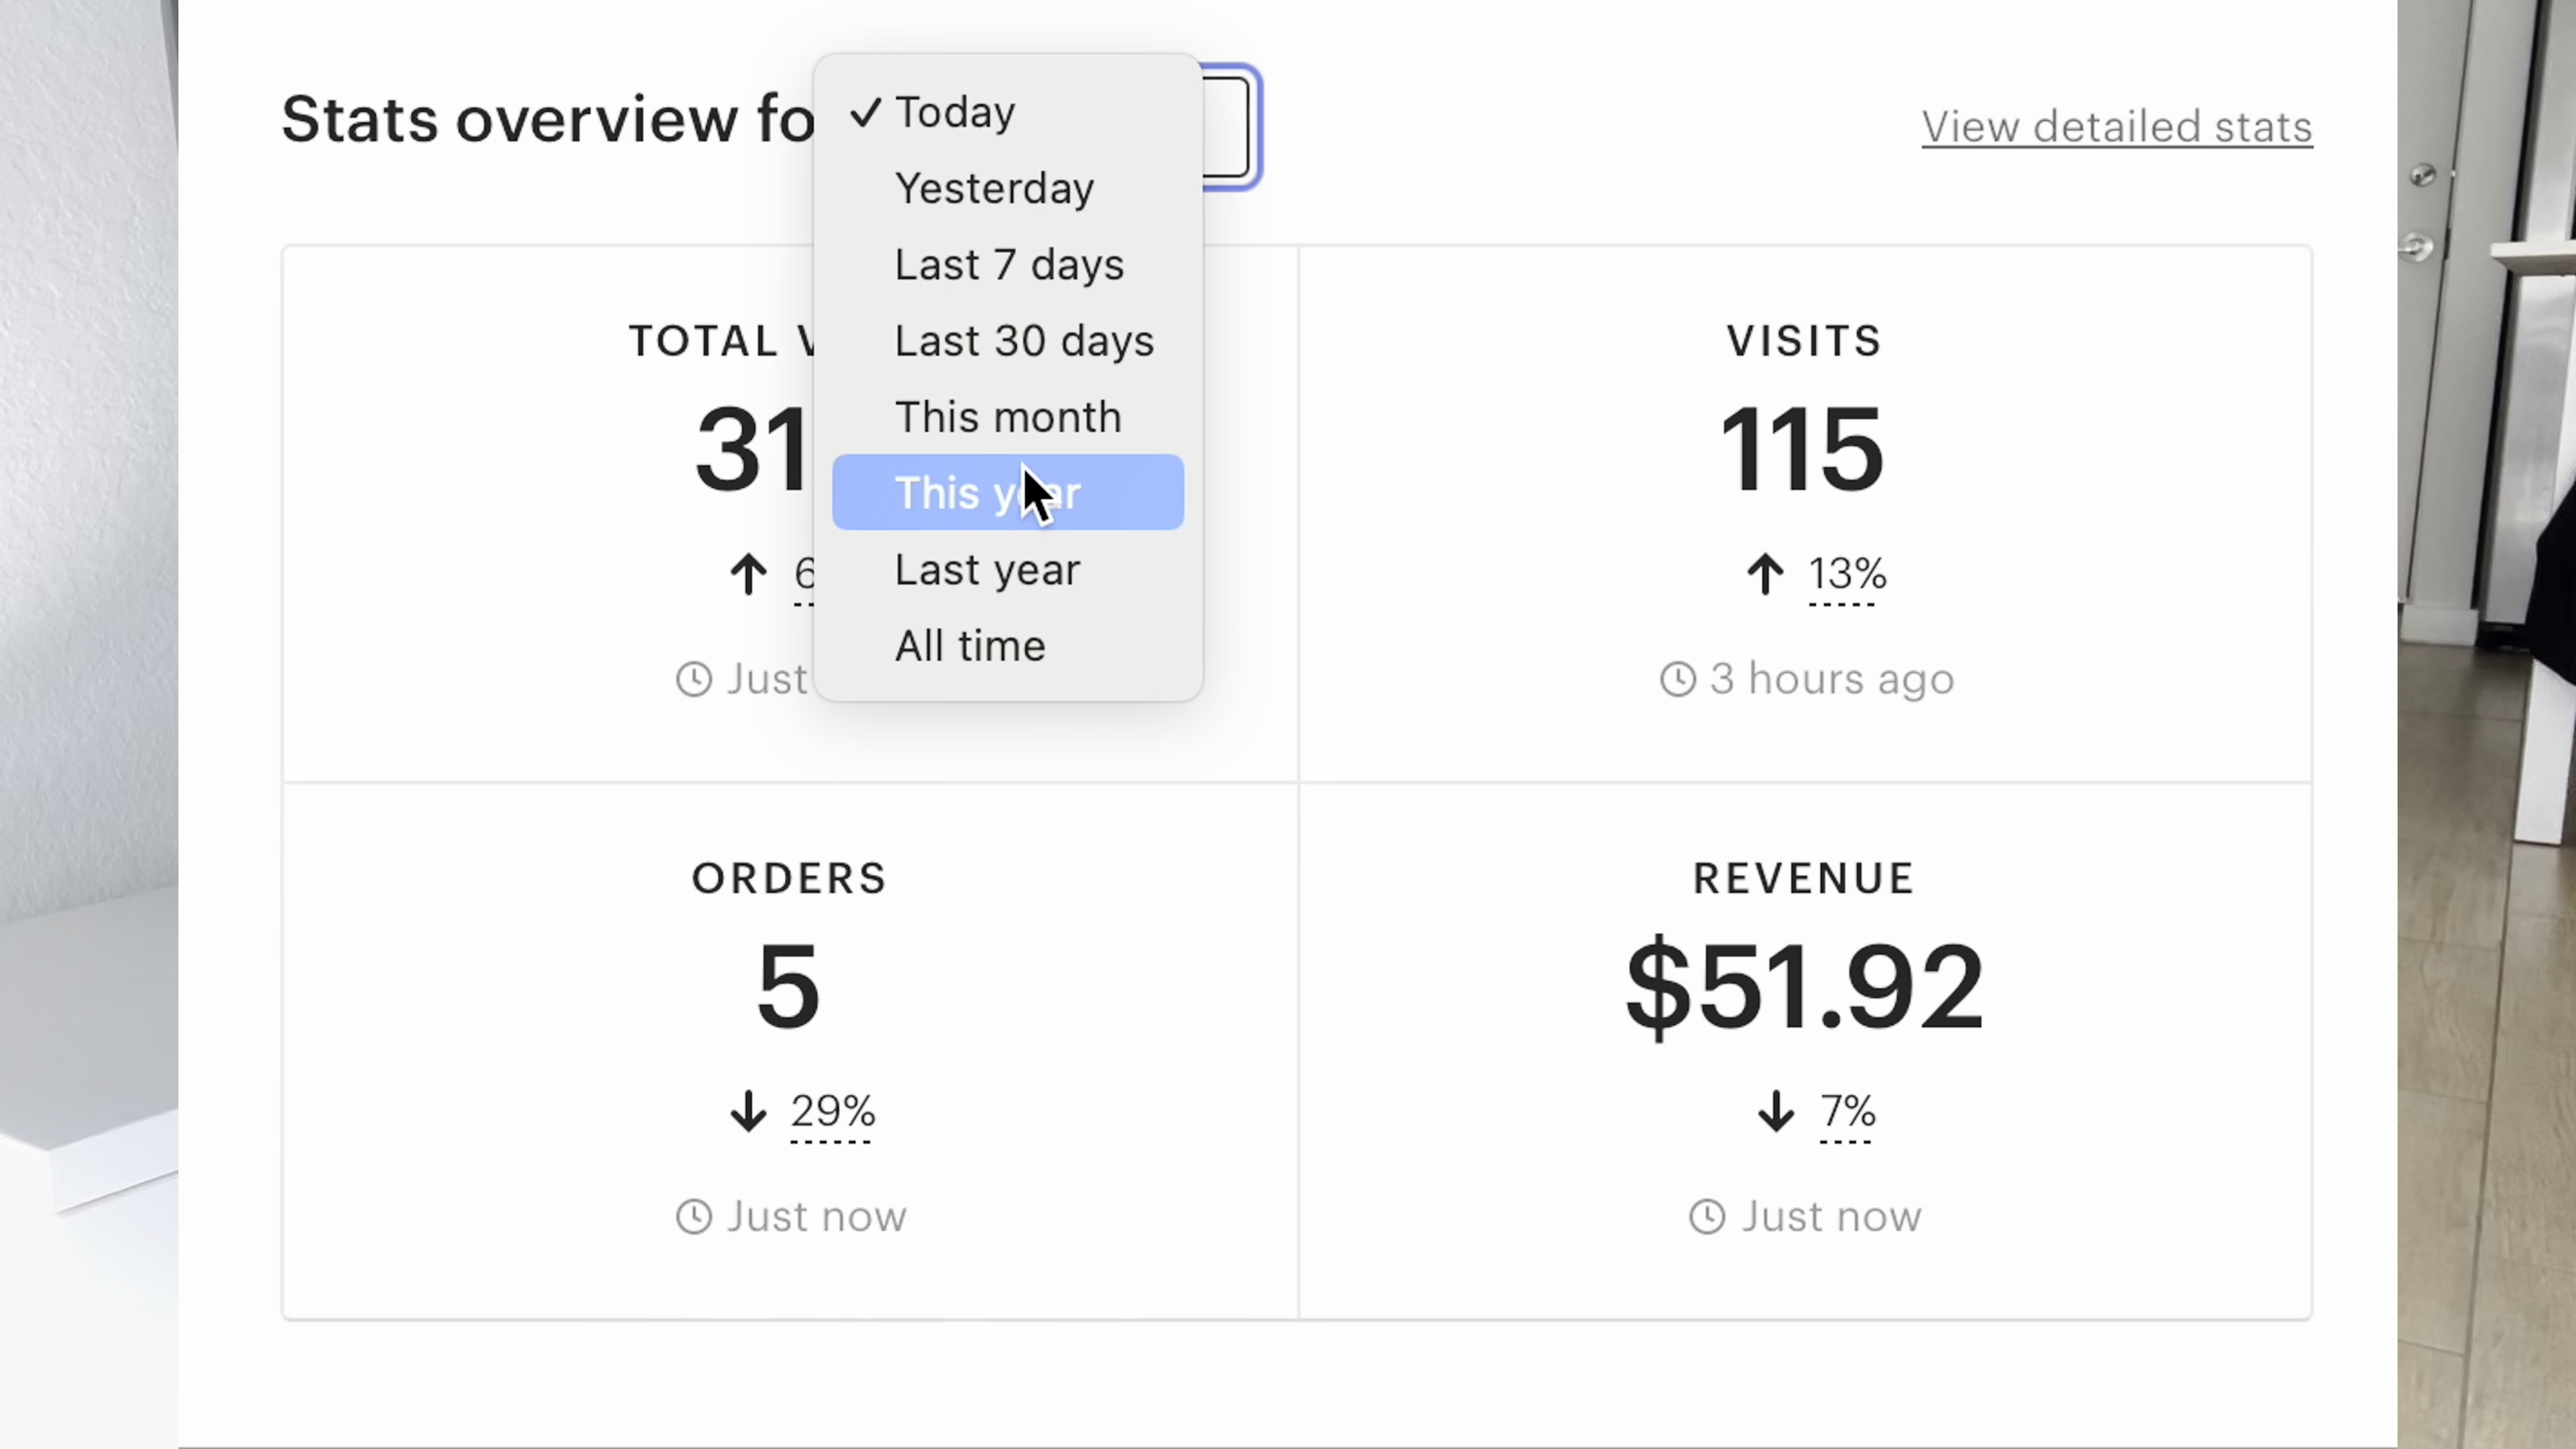 Stats overview fo
View detailed stats
✓ Today
Yesterday
Last 7 days
Last 30 days
This month
This year
Last year
All time
TOTAL
31
↑ 6
Just
VISITS
115
↑ 13%
3 hours ago
ORDERS
5
↓ 29%
Just now
REVENUE
$51.92
↓ 7%
Just now